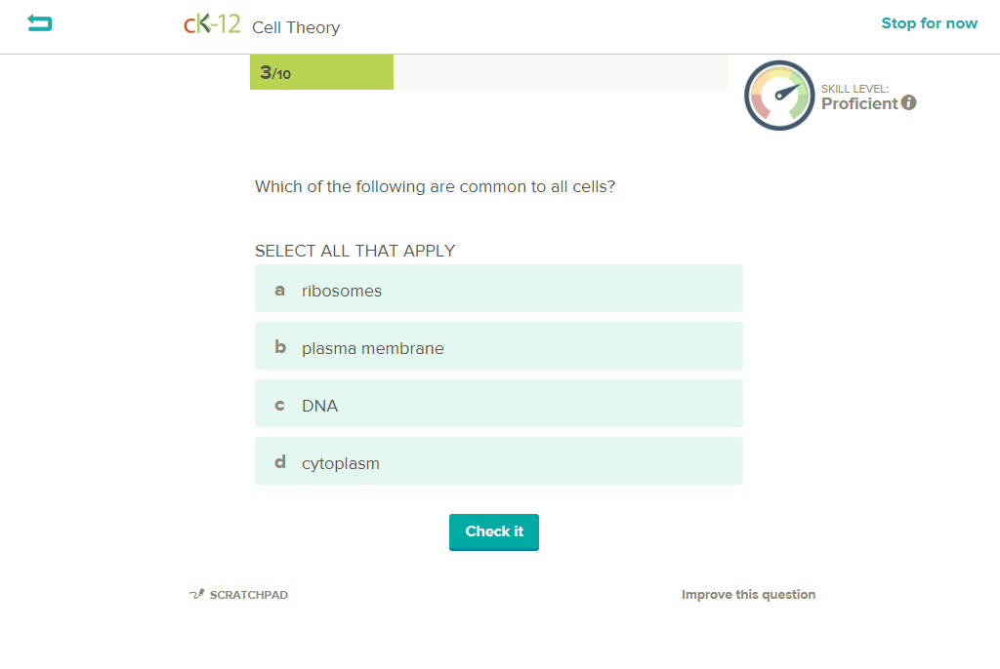 cK-12 Cell Theory
Stop for now
3/10
SKILL LEVEL:
Proficient i
Which of the following are common to all cells?
SELECT ALL THAT APPLY
a ribosomes
b plasma membrane
c DNA
d cytoplasm
Check it
SCRATCHPAD
Improve this question